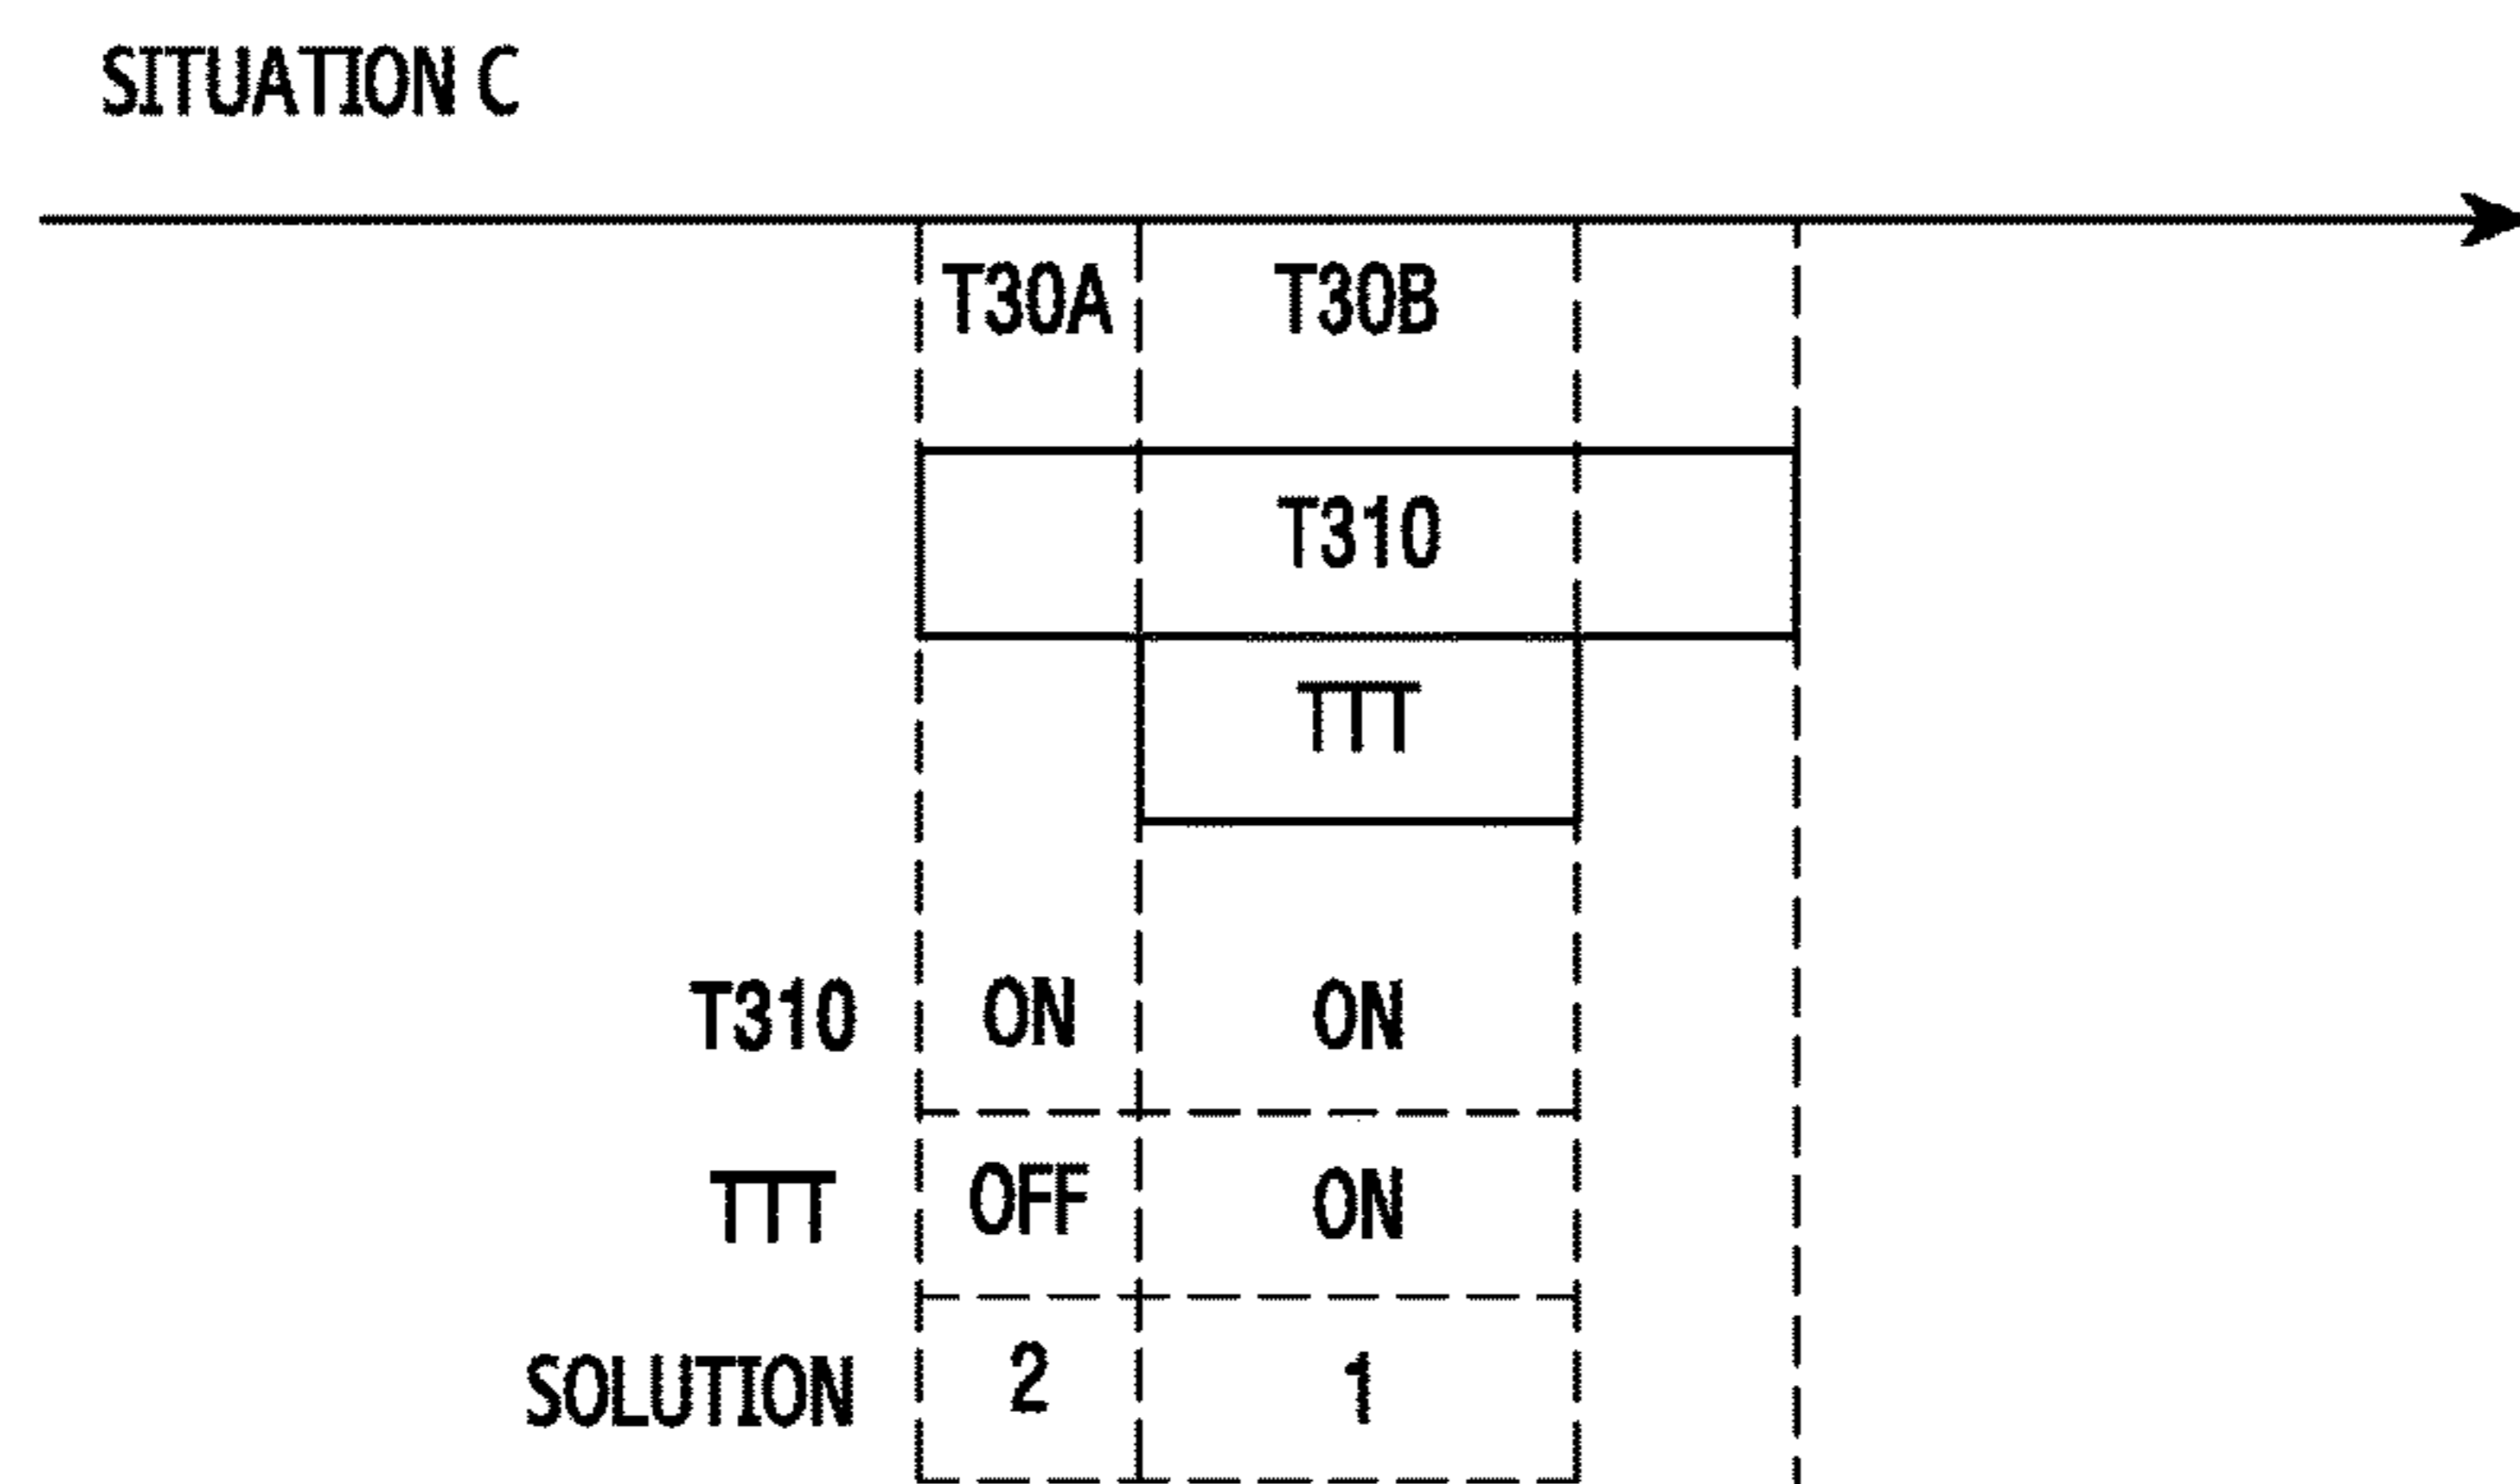 SITUATION C
T30A T30B
T310
TTT
T310 ON ON
TTT OFF ON
SOLUTION 2 1